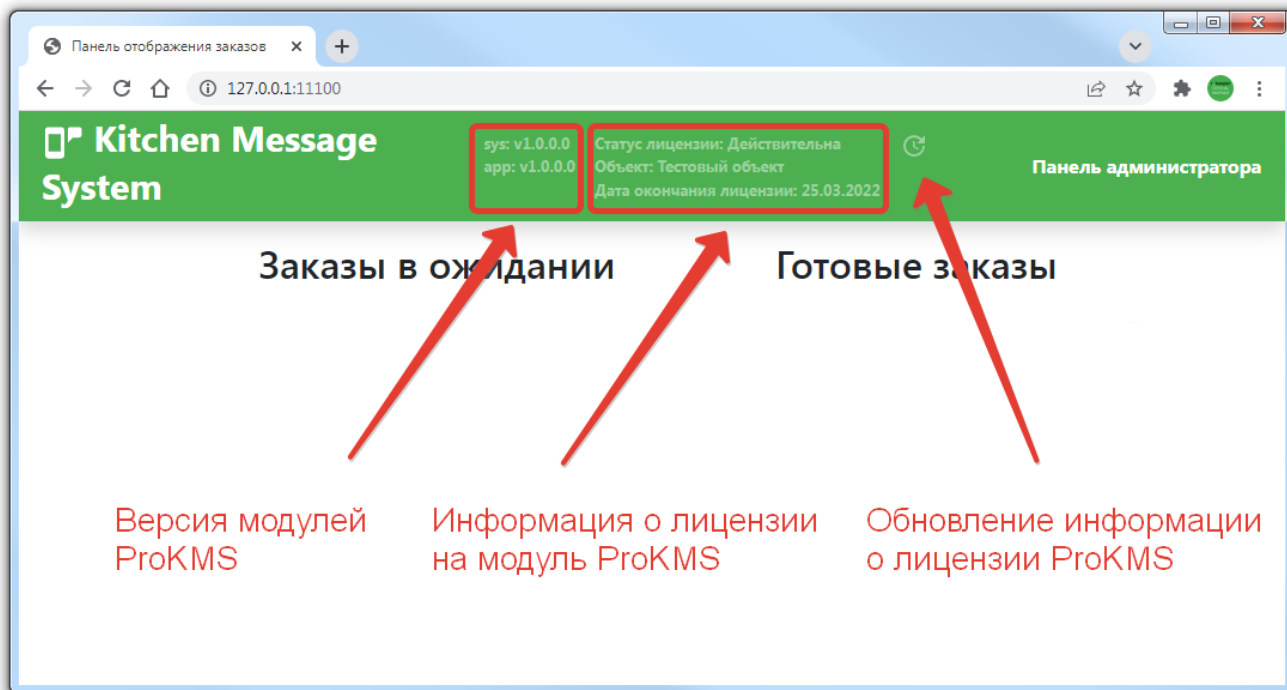 Панель отображения заказов
127.0.0.1:11100
Kitchen Message
System
sys: v1.0.0.0
app: v1.0.0.0
Статус лицензии: Действительна
Объект: Тестовый объект
Дата окончания лицензии: 25.03.2022
Панель администратора
Заказы в ожидании
Готовые заказы
Версия модулей
ProKMS
Информация о лицензии
на модуль ProKMS
Обновление информации
о лицензии ProKMS